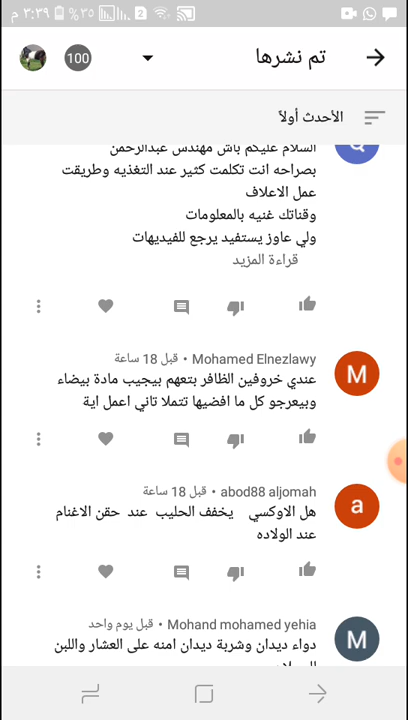 م ٢:٣٩ %٣٥ 2
تم نشرها
100
الأحدث أولاً
السلام عليكم باش مهندس عبدالرحمن
بصراحه انت تكلمت كثير عند التغذيه وطريقت
عمل الاعلاف
وقناتك غنيه بالمعلومات
ولي عاوز يستفيد يرجع للفيديهات
قراءة المزيد
Mohamed Elnezlawy • قبل 18 ساعة
M
عندي خروفين الظافر بتعهم بيجيب مادة بيضاء
وبيعرجو كل ما افضيها تتملا تاني اعمل اية
abod88 aljomah • قبل 18 ساعة
a
هل الاوكسي يخفف الحليب عند حقن الاغنام
عند الولاده
Mohand mohamed yehia • قبل يوم واحد
M
دواء ديدان وشربة ديدان امنه على العشار واللبن